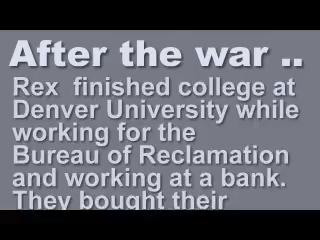 After the war ..
Rex finished college at
Denver University while
working for the
Bureau of Reclamation
and working at a bank.
They bought their